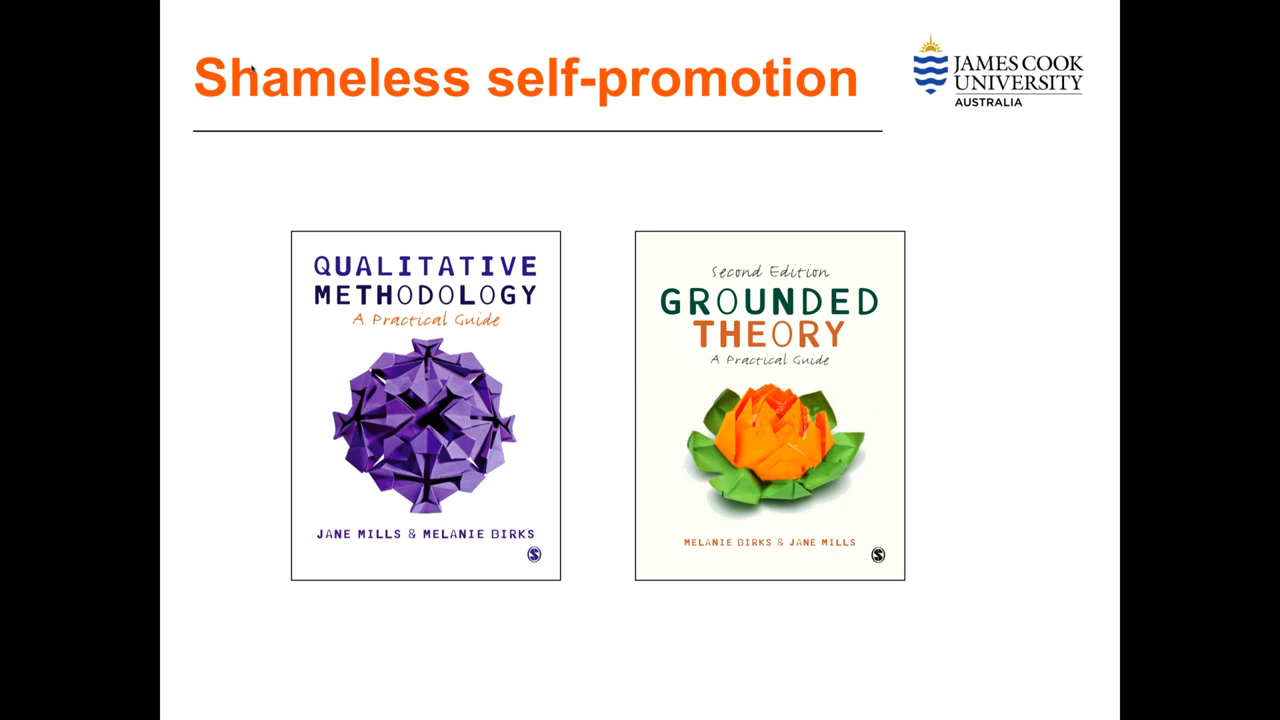 Shameless self-promotion
JAMES COOK
UNIVERSITY
AUSTRALIA
QUALITATIVE
METHODOLOGY
A Practical Guide
JANE MILLS & MELANIE BIRKS
S
Second Edition
GROUNDED
THEORY
A Practical Guide
MELANIE BIRKS & JANE MILLS
S